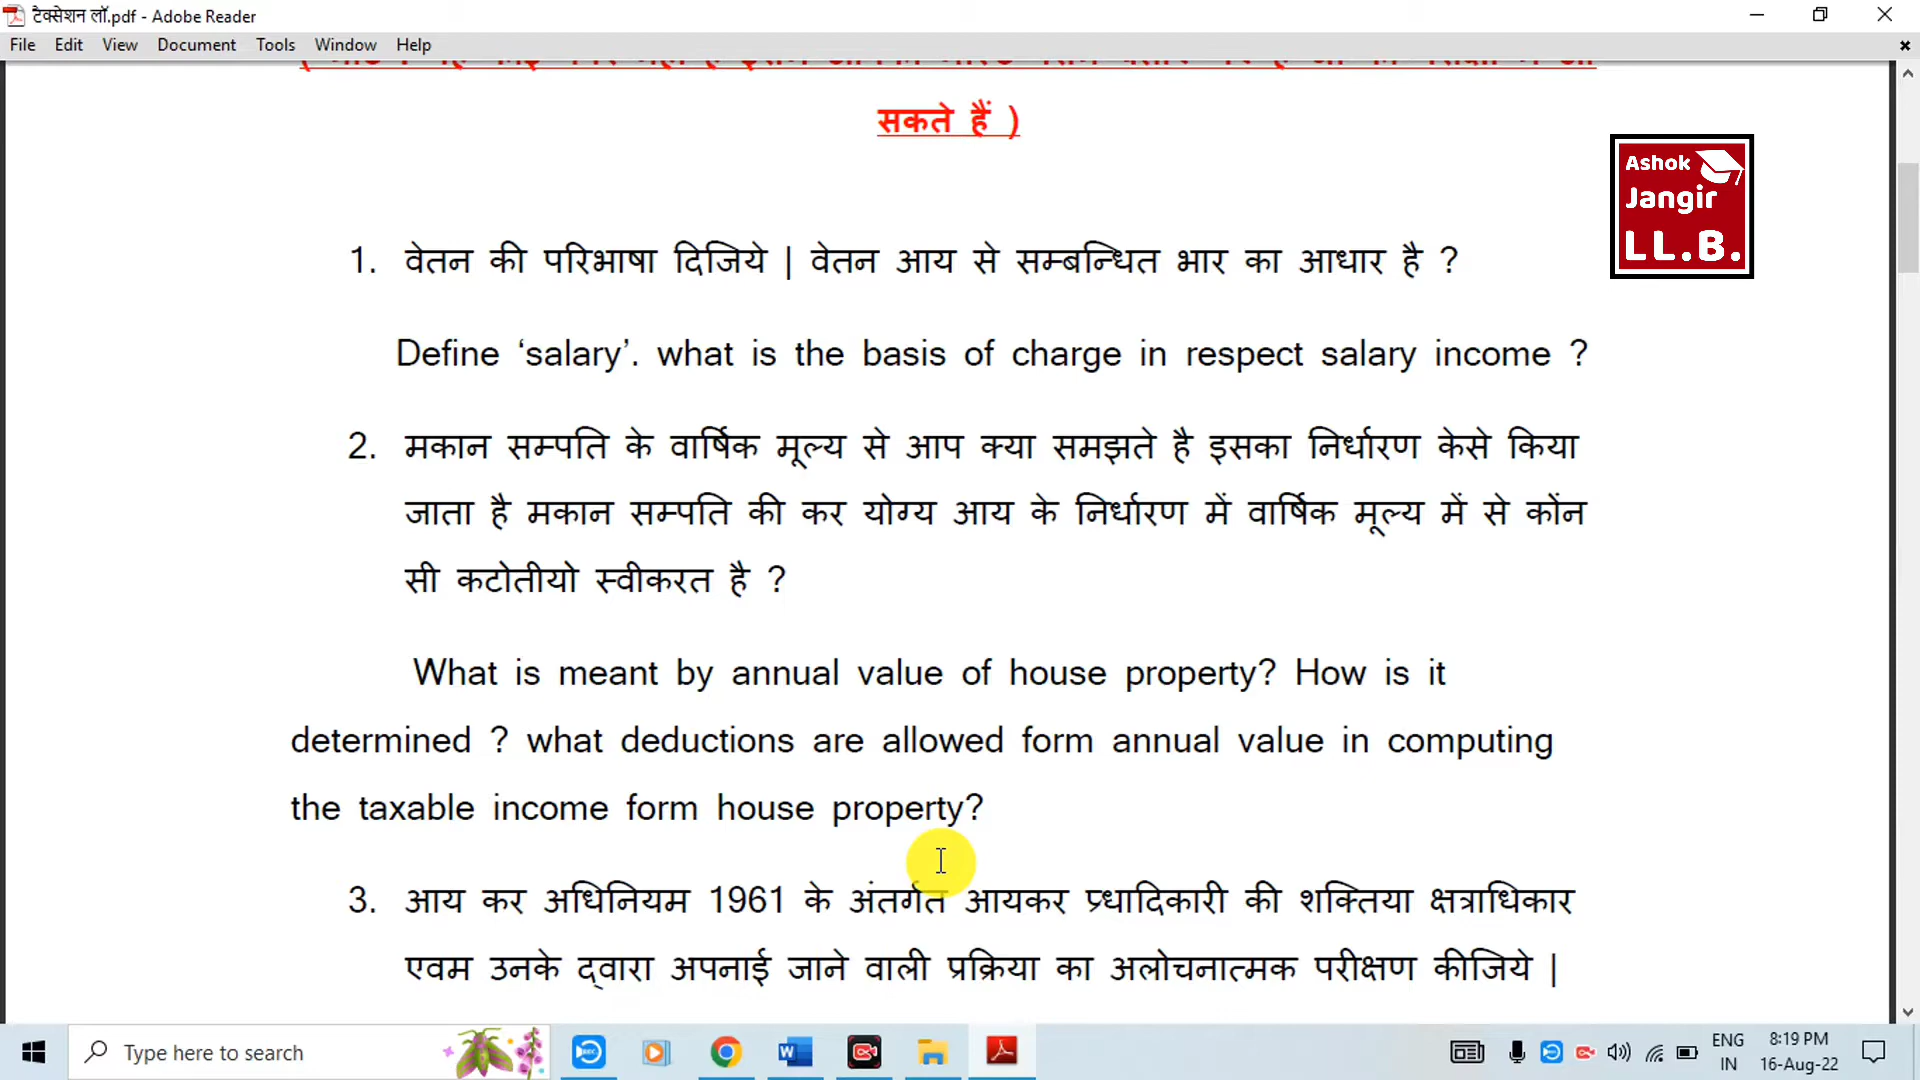 टैक्सेशन लॉ.pdf - Adobe Reader
File Edit View Document Tools Window Help
सकते हैं )
Ashok
Jangir
LL.B.
1. वेतन की परिभाषा दिजिये | वेतन आय से सम्बन्धित भार का आधार है ?
Define ‘salary’. what is the basis of charge in respect salary income ?
2. मकान सम्पति के वार्षिक मूल्य से आप क्या समझते है इसका निर्धारण केसे किया
जाता है मकान सम्पति की कर योग्य आय के निर्धारण में वार्षिक मूल्य में से कोंन
सी कटोतीयो स्वीकरत है ?
What is meant by annual value of house property? How is it
determined ? what deductions are allowed form annual value in computing
the taxable income form house property?
3. आय कर अधिनियम 1961 के अंतर्गत आयकर प्रधादिकारी की शक्तिया क्षत्राधिकार
एवम उनके द्वारा अपनाई जाने वाली प्रक्रिया का अलोचनात्मक परीक्षण कीजिये |
Type here to search
ENG
IN
8:19 PM
16-Aug-22